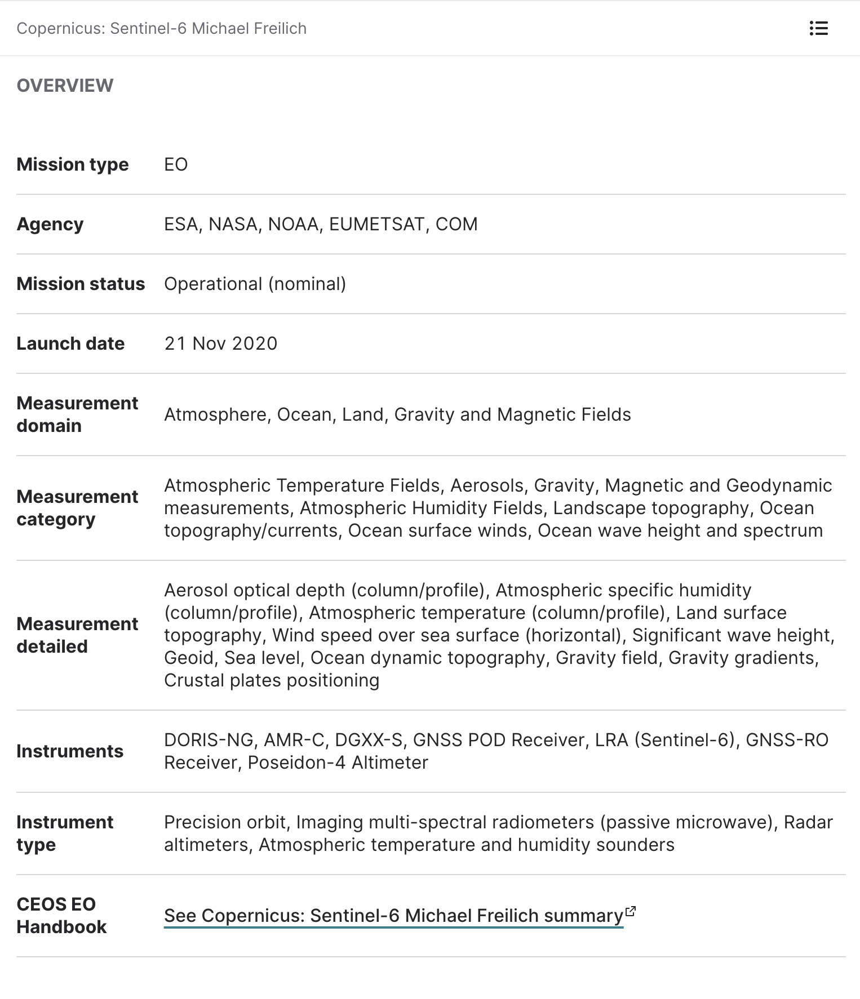 Copernicus: Sentinel-6 Michael Freilich
OVERVIEW
Mission type EO
Agency ESA, NASA, NOAA, EUMETSAT, COM
Mission status Operational (nominal)
Launch date 21 Nov 2020
Measurement
domain
Atmosphere, Ocean, Land, Gravity and Magnetic Fields
Measurement
category
Atmospheric Temperature Fields, Aerosols, Gravity, Magnetic and Geodynamic
measurements, Atmospheric Humidity Fields, Landscape topography, Ocean
topography/currents, Ocean surface winds, Ocean wave height and spectrum
Measurement
detailed
Aerosol optical depth (column/profile), Atmospheric specific humidity
(column/profile), Atmospheric temperature (column/profile), Land surface
topography, Wind speed over sea surface (horizontal), Significant wave height,
Geoid, Sea level, Ocean dynamic topography, Gravity field, Gravity gradients,
Crustal plates positioning
Instruments
DORIS-NG, AMR-C, DGXX-S, GNSS POD Receiver, LRA (Sentinel-6), GNSS-RO
Receiver, Poseidon-4 Altimeter
Instrument
type
Precision orbit, Imaging multi-spectral radiometers (passive microwave), Radar
altimeters, Atmospheric temperature and humidity sounders
CEOS EO
Handbook
See Copernicus: Sentinel-6 Michael Freilich summary